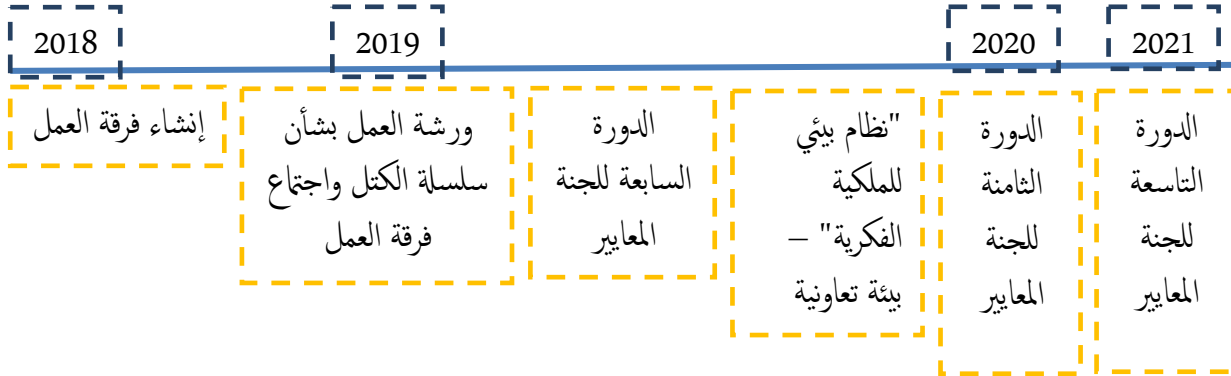 2018
2019
2020
2021
إنشاء فرقة العمل
ورشة العمل بشأن
سلسلة الكتل واجتماع
فرقة العمل
الدورة
السابعة للجنة
المعايير
"نظام بيئي
للملكية
الفكرية" –
بيئة تعاونية
الدورة
الثامنة
للجنة
المعايير
الدورة
التاسعة
للجنة
المعايير